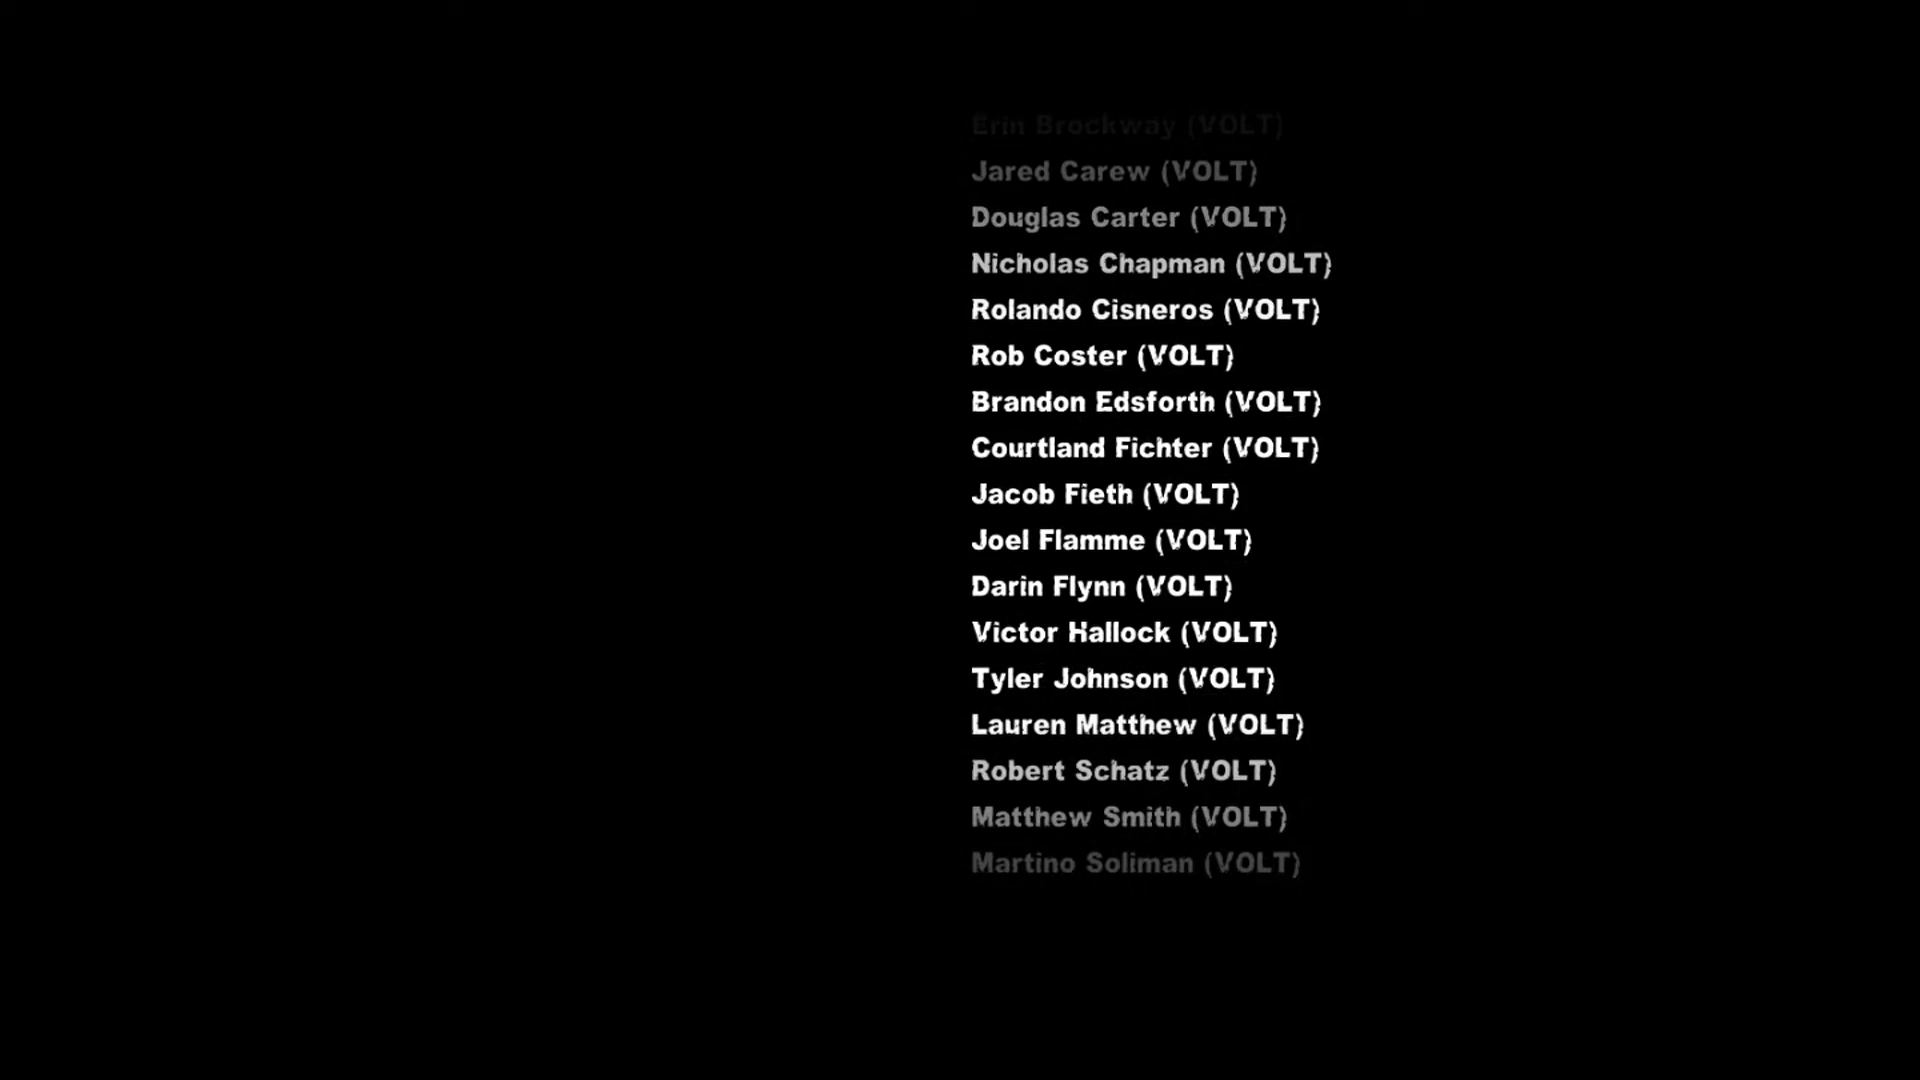 Erin Brockway (VOLT)
Jared Carew (VOLT)
Douglas Carter (VOLT)
Nicholas Chapman (VOLT)
Rolando Cisneros (VOLT)
Rob Coster (VOLT)
Brandon Edsforth (VOLT)
Courtland Fichter (VOLT)
Jacob Fieth (VOLT)
Joel Flamme (VOLT)
Darin Flynn (VOLT)
Victor Hallock (VOLT)
Tyler Johnson (VOLT)
Lauren Matthew (VOLT)
Robert Schatz (VOLT)
Matthew Smith (VOLT)
Martino Soliman (VOLT)